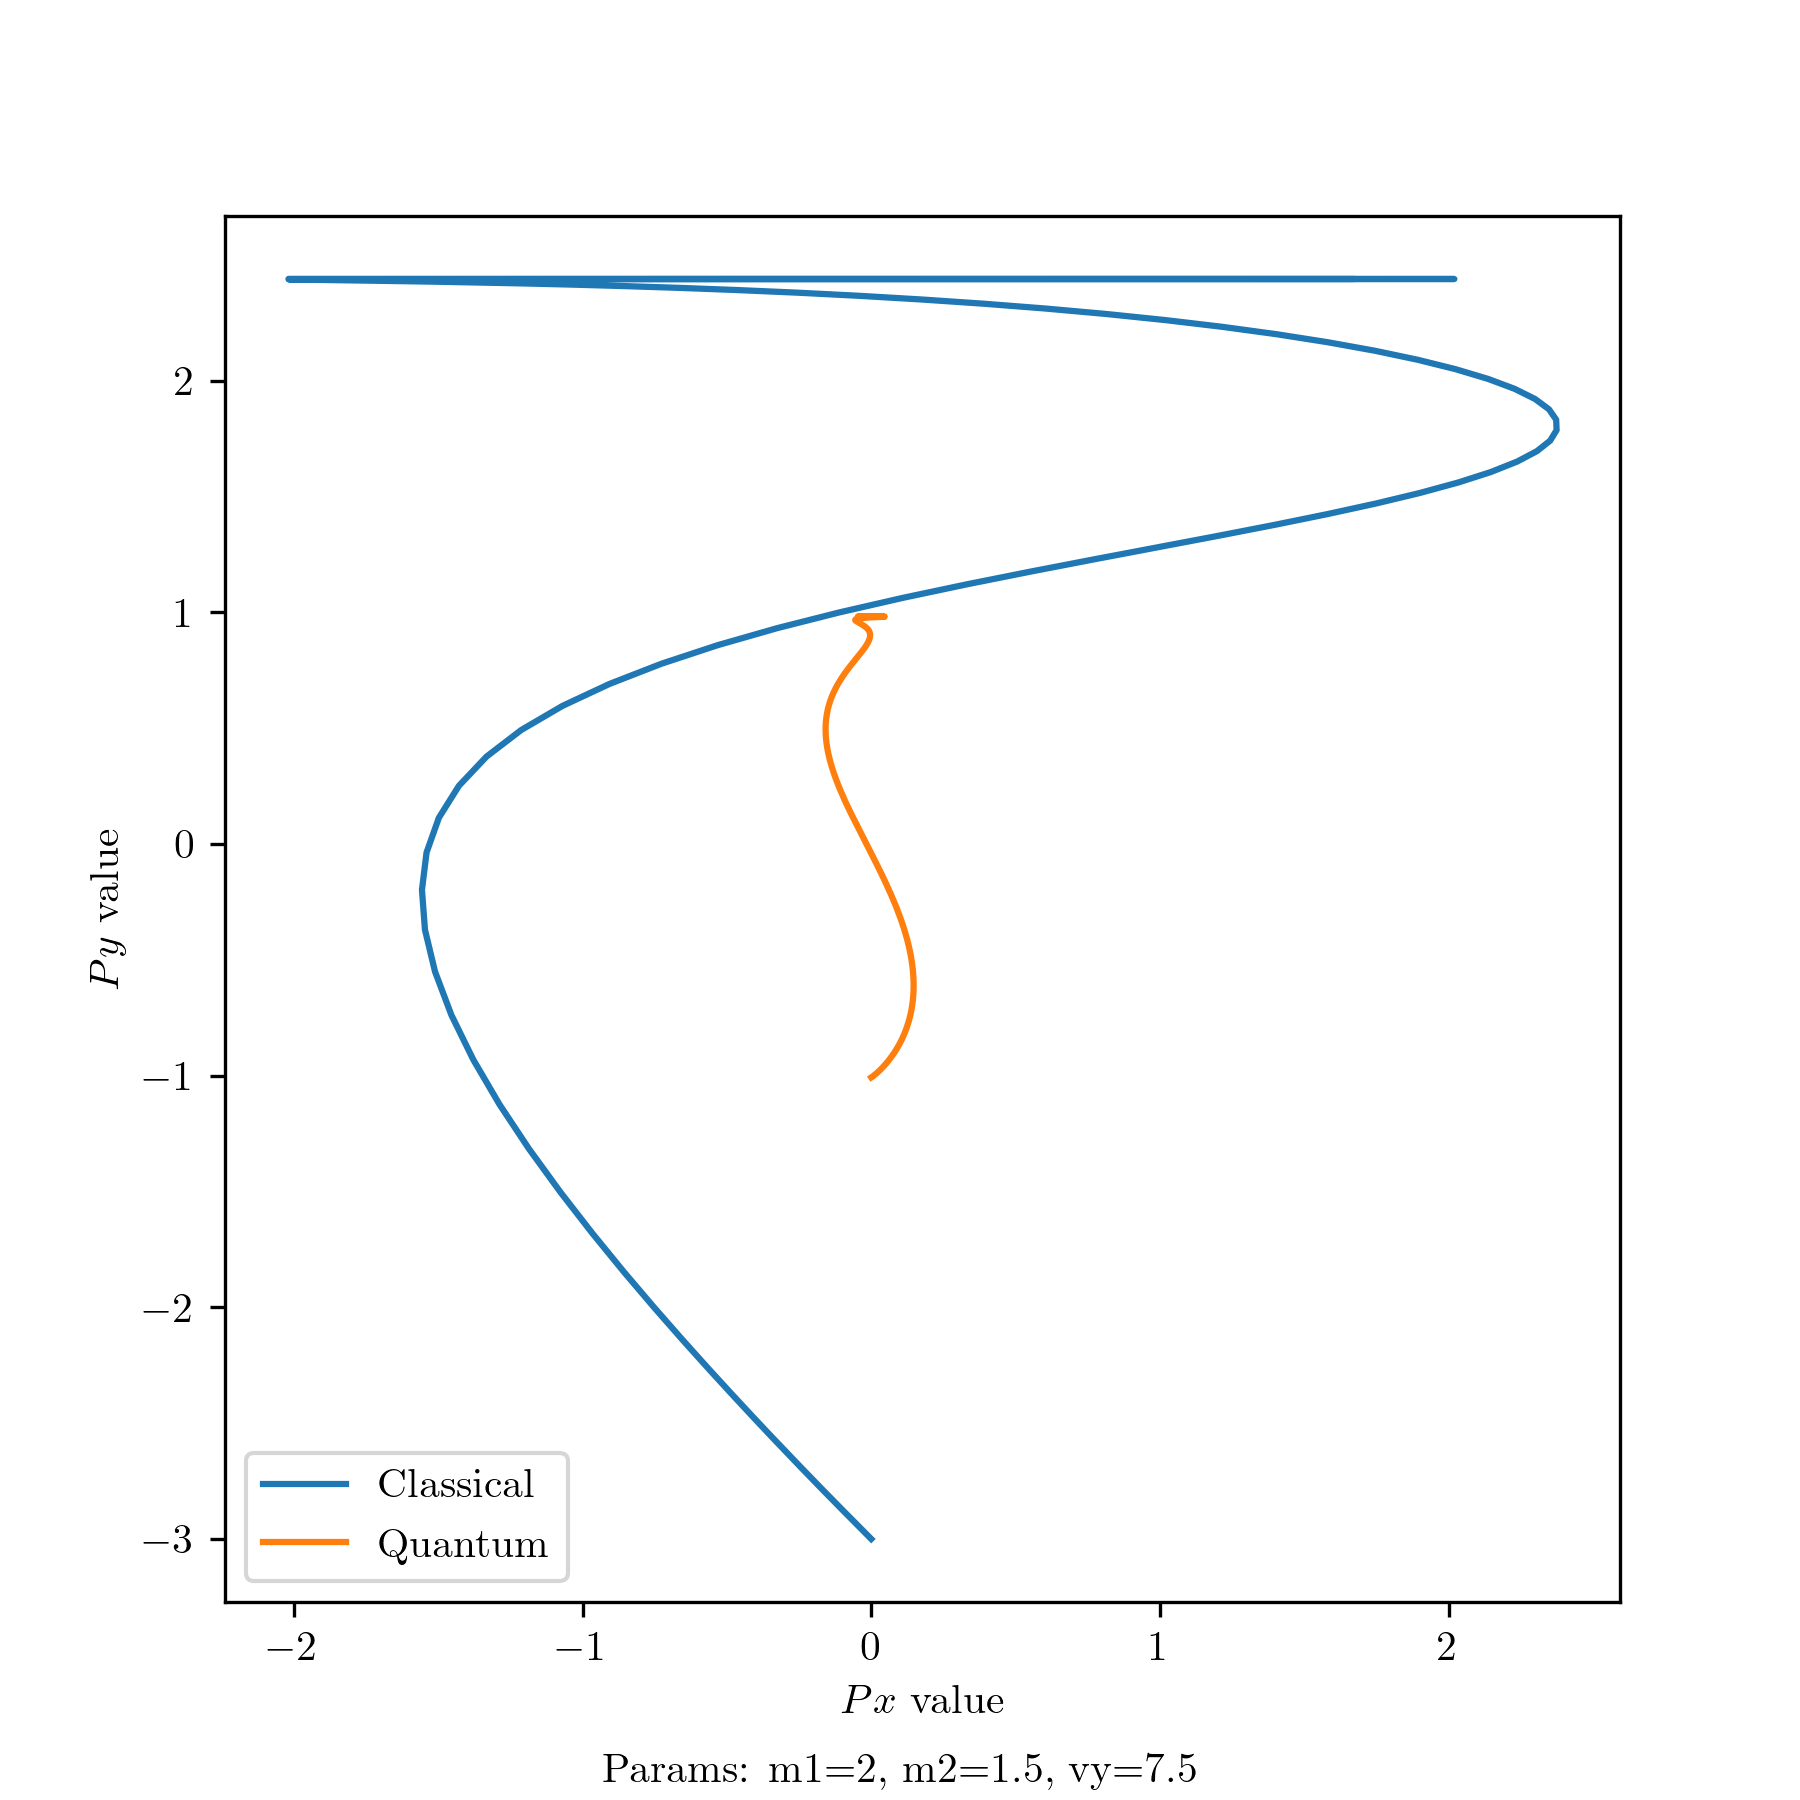 2
1
0
−1
−2
−3
Py value
Classical
Quantum
−2 −1 0 1 2
Px value
Params: m1=2, m2=1.5, vy=7.5